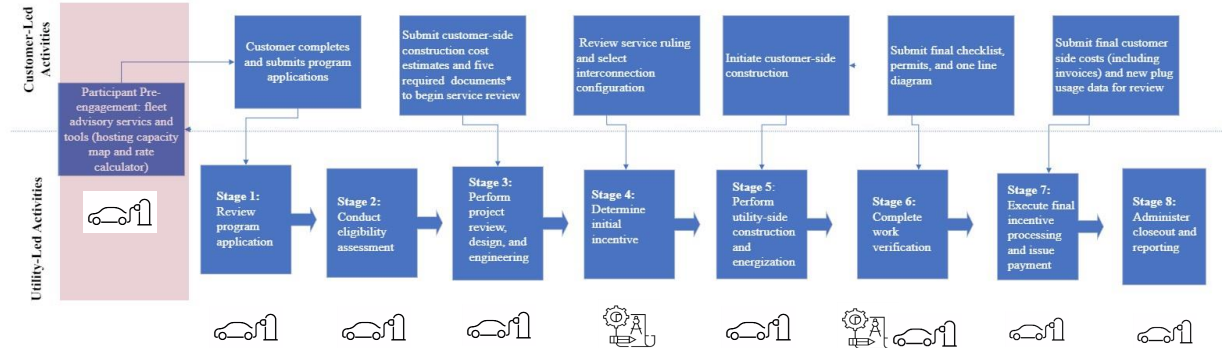 Customer-Led
Activities
Customer completes
and submits program
applications
Submit customer-side
construction cost
estimates and five
required documents*
to begin service review
Review service ruling
and select
interconnection
configuration
Initiate customer-side
construction
Submit final checklist,
permits, and one line
diagram
Submit final customer
side costs (including
invoices) and new plug
usage data for review
Participant Pre-
engagement: fleet
advisory servics and
tools (hosting capacity
map and rate
calculator)
Utility-Led Activities
Stage 1:
Review
program
application
Stage 2:
Conduct
eligibility
assessment
Stage 3:
Perform
project
review,
design, and
engineering
Stage 4:
Determine
initial
incentive
Stage 5:
Perform
utility-side
construction
and
energization
Stage 6:
Complete
work
verification
Stage 7:
Execute final
incentive
processing
and issue
payment
Stage 8:
Administer
closeout and
reporting